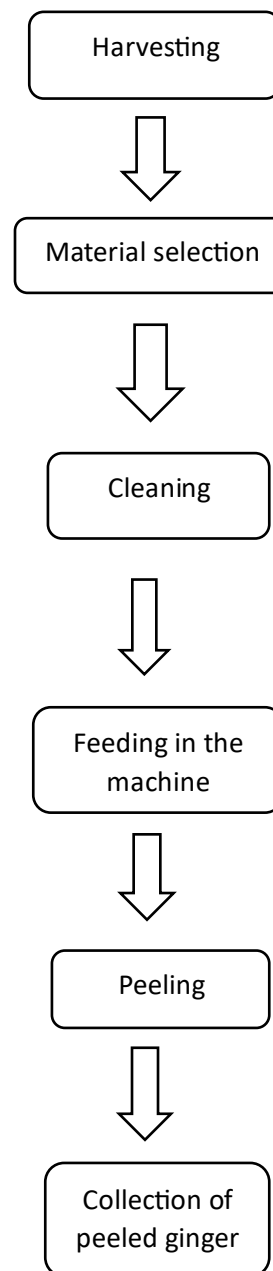 Harvesting
Material selection
Cleaning
Feeding in the
machine
Peeling
Collection of
peeled ginger